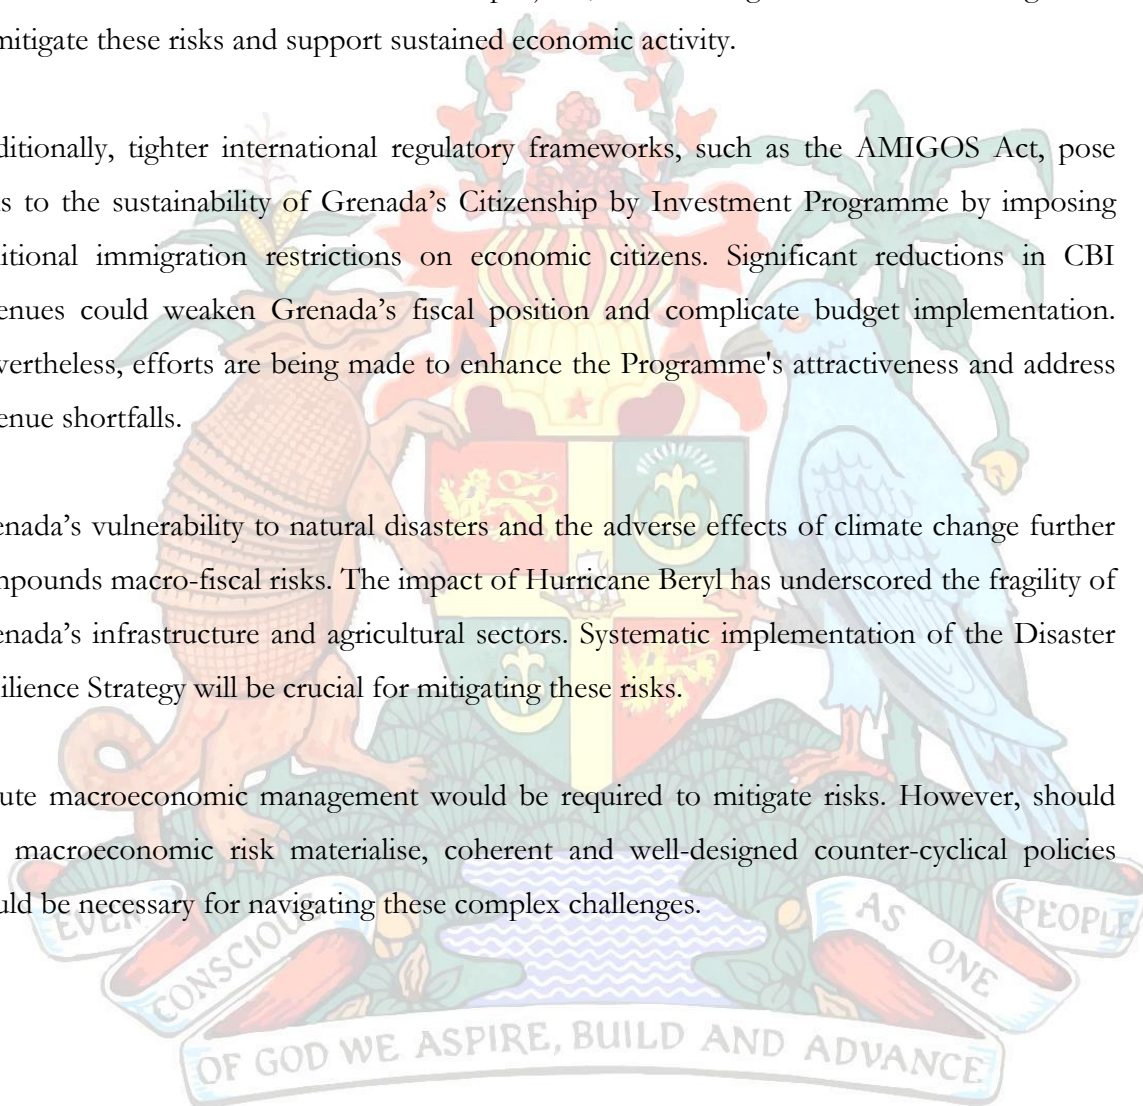 mitigate these risks and support sustained economic activity.
ditionally, tighter international regulatory frameworks, such as the AMIGOS Act, pose
s to the sustainability of Grenada’s Citizenship by Investment Programme by imposing
itional immigration restrictions on economic citizens. Significant reductions in CBI
enues could weaken Grenada’s fiscal position and complicate budget implementation.
vertheless, efforts are being made to enhance the Programme's attractiveness and address
enue shortfalls.
enada’s vulnerability to natural disasters and the adverse effects of climate change further
mpounds macro-fiscal risks. The impact of Hurricane Beryl has underscored the fragility of
enada’s infrastructure and agricultural sectors. Systematic implementation of the Disaster
ilience Strategy will be crucial for mitigating these risks.
ute macroeconomic management would be required to mitigate risks. However, should
macroeconomic risk materialise, coherent and well-designed counter-cyclical policies
uld be necessary for navigating these complex challenges.
EVER CONSCIOUS
OF GOD WE ASPIRE, BUILD AND ADVANCE
AS ONE PEOPLE